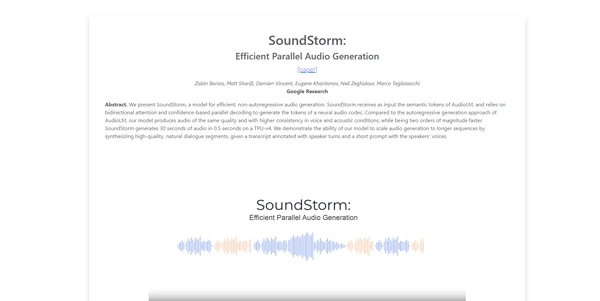 SoundStorm:
Efficient Parallel Audio Generation
[paper]
Zalán Borsos, Matt Sharifi, Damien Vincent, Eugene Kharitonov, Neil Zeghidour, Marco Tagliasacchi
Google Research
Abstract. We present SoundStorm, a model for efficient, non-autoregressive audio generation. SoundStorm receives as input the semantic tokens of AudioLM, and relies on
bidirectional attention and confidence-based parallel decoding to generate the tokens of a neural audio codec. Compared to the autoregressive generation approach of
AudioLM, our model produces audio of the same quality and with higher consistency in voice and acoustic conditions, while being two orders of magnitude faster.
SoundStorm generates 30 seconds of audio in 0.5 seconds on a TPU-v4. We demonstrate the ability of our model to scale audio generation to longer sequences by
synthesizing high-quality, natural dialogue segments, given a transcript annotated with speaker turns and a short prompt with the speakers' voices.
SoundStorm:
Efficient Parallel Audio Generation